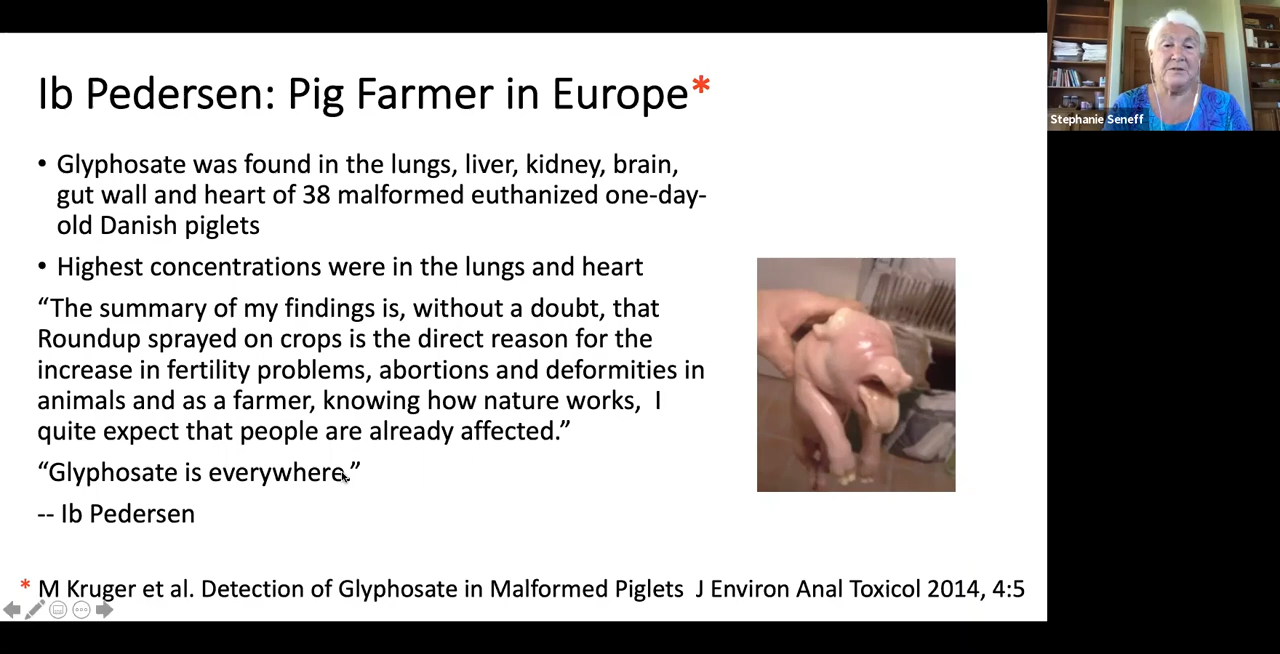 Ib Pedersen: Pig Farmer in Europe*
• Glyphosate was found in the lungs, liver, kidney, brain,
gut wall and heart of 38 malformed euthanized one-day-
old Danish piglets
• Highest concentrations were in the lungs and heart
“The summary of my findings is, without a doubt, that
Roundup sprayed on crops is the direct reason for the
increase in fertility problems, abortions and deformities in
animals and as a farmer, knowing how nature works, I
quite expect that people are already affected.”
“Glyphosate is everywhere.”
-- Ib Pedersen
* M Kruger et al. Detection of Glyphosate in Malformed Piglets J Environ Anal Toxicol 2014, 4:5
Stephanie Seneff